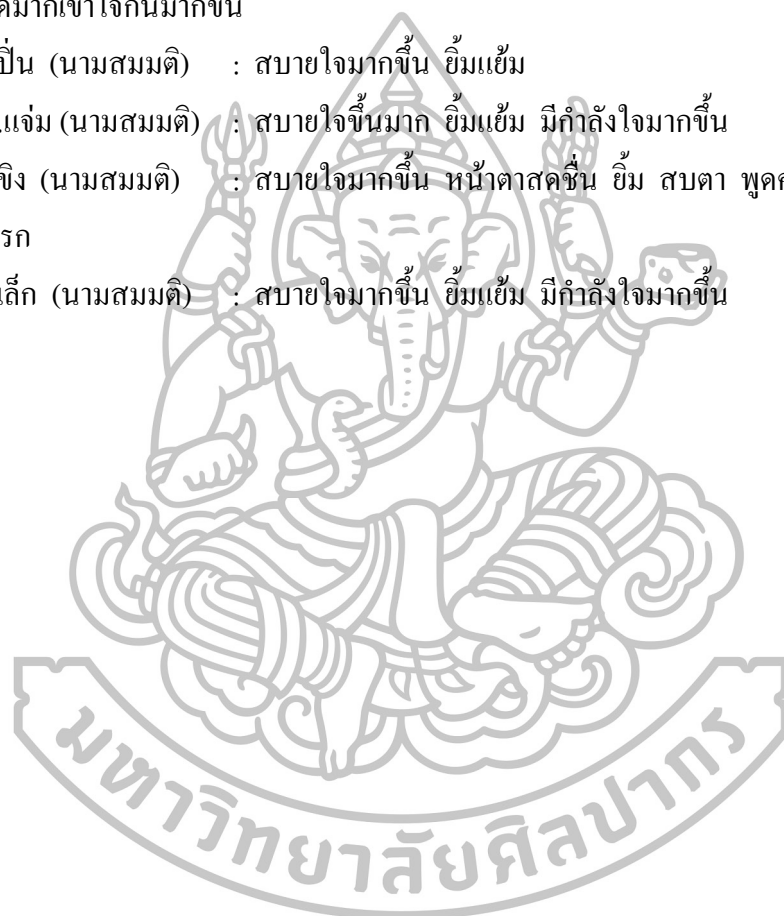 ดมากเข้าใจกันมากขึ้น
ปิ่น (นามสมมติ) : สบายใจมากขึ้น ยิ้มแย้ม
.แจ่ม (นามสมมติ) : สบายใจขึ้นมาก ยิ้มแย้ม มีกำลังใจมากขึ้น
ขิง (นามสมมติ) : สบายใจมากขึ้น หน้าตาสดชื่น ยิ้ม สบตา พูดค
รก
เล็ก (นามสมมติ) : สบายใจมากขึ้น ยิ้มแย้ม มีกำลังใจมากขึ้น
มหาวิทยาลัยศิลปากร